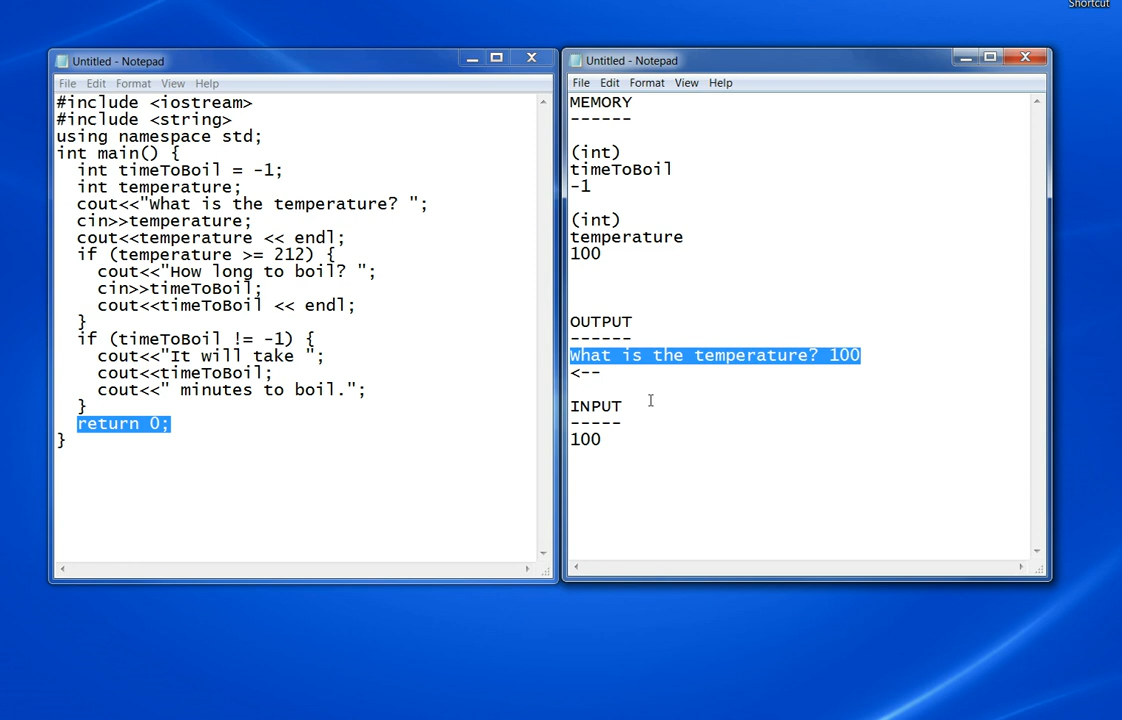 Shortcut
Untitled - Notepad
File Edit Format View Help
#include <iostream>
#include <string>
using namespace std;
int main() {
  int timeToBoil = -1;
  int temperature;
  cout<<"What is the temperature? ";
  cin>>temperature;
  cout<<temperature << endl;
  if (temperature >= 212) {
    cout<<"How long to boil? ";
    cin>>timeToBoil;
    cout<<timeToBoil << endl;
  }
  if (timeToBoil != -1) {
    cout<<"It will take ";
    cout<<timeToBoil;
    cout<<" minutes to boil.";
  }
  return 0;
}
Untitled - Notepad
File Edit Format View Help
MEMORY
------
(int)
timeToBoil
-1
(int)
temperature
100
OUTPUT
------
What is the temperature? 100
<--
INPUT
-----
100